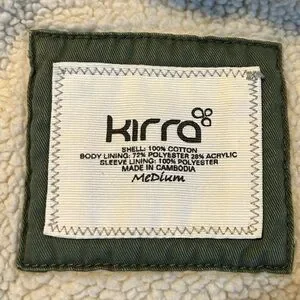 kirra
SHELL: 100% COTTON
BODY LINING: 72% POLYESTER 28% ACRYLIC
SLEEVE LINING: 100% POLYESTER
MADE IN CAMBODIA
MeDium